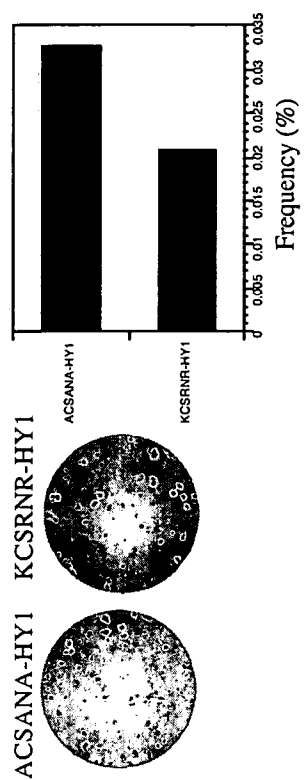 ACSANA-HY1 KCSRNR-HY1
ACSANA-HY1
KCSRNR-HY1
0 0.005 0.01 0.015 0.02 0.025 0.03 0.035
Frequency (%)